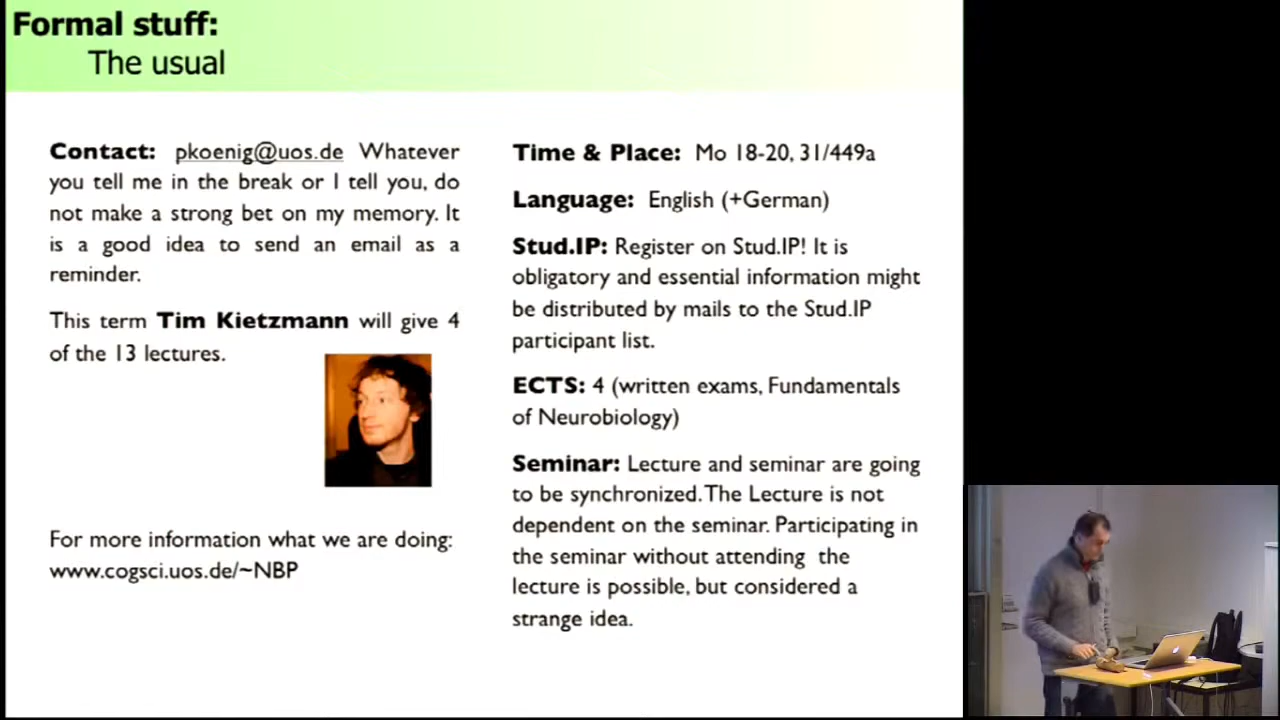 Formal stuff:
The usual
Contact: pkoenig@uos.de Whatever
you tell me in the break or I tell you, do
not make a strong bet on my memory. It
is a good idea to send an email as a
reminder.
This term Tim Kietzmann will give 4
of the 13 lectures.
For more information what we are doing:
www.cogsci.uos.de/~NBP
Time & Place: Mo 18-20, 31/449a
Language: English (+German)
Stud.IP: Register on Stud.IP! It is
obligatory and essential information might
be distributed by mails to the Stud.IP
participant list.
ECTS: 4 (written exams, Fundamentals
of Neurobiology)
Seminar: Lecture and seminar are going
to be synchronized. The Lecture is not
dependent on the seminar. Participating in
the seminar without attending the
lecture is possible, but considered a
strange idea.